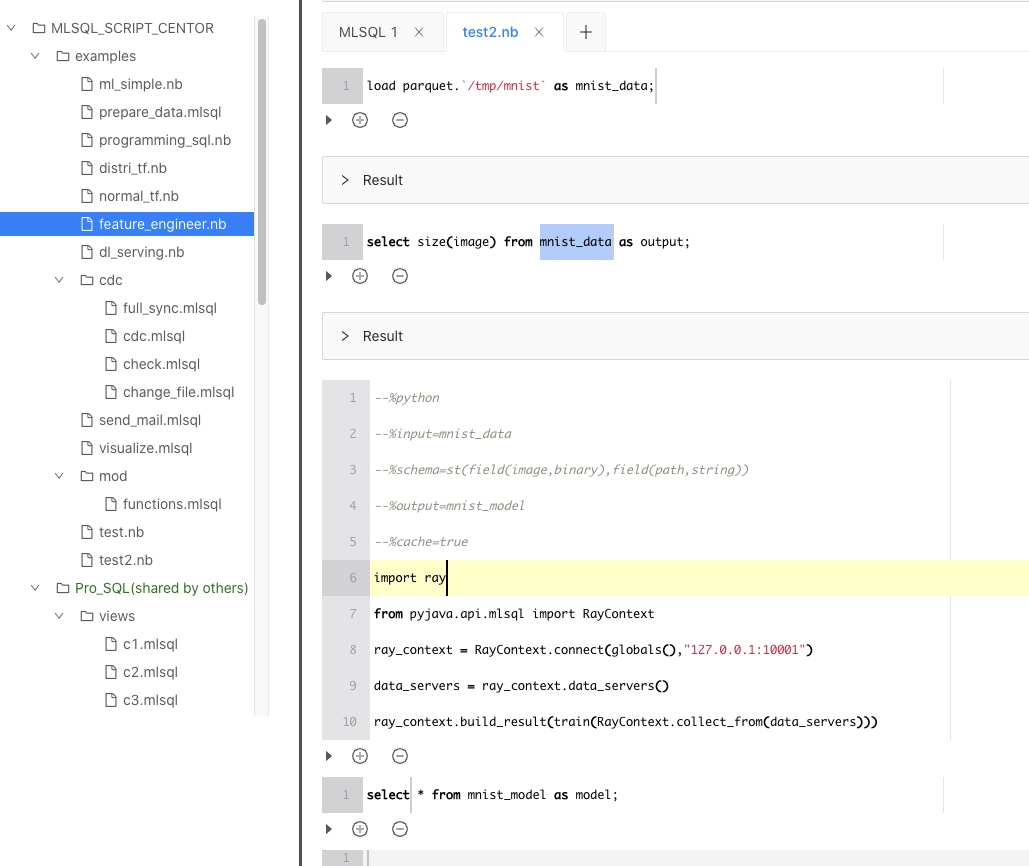 MLSQL_SCRIPT_CENTOR
examples
ml_simple.nb
prepare_data.mlsql
programming_sql.nb
distri_tf.nb
normal_tf.nb
feature_engineer.nb
dl_serving.nb
cdc
full_sync.mlsql
cdc.mlsql
check.mlsql
change_file.mlsql
send_mail.mlsql
visualize.mlsql
mod
functions.mlsql
test.nb
test2.nb
Pro_SQL(shared by others)
views
c1.mlsql
c2.mlsql
c3.mlsql
MLSQL 1
test2.nb
1 load parquet.`/tmp/mnist` as mnist_data;
Result
1 select size(image) from mnist_data as output;
Result
1 --%python
2 --%input=mnist_data
3 --%schema=st(field(image,binary),field(path,string))
4 --%output=mnist_model
5 --%cache=true
6 import ray
7 from pyjava.api.mlsql import RayContext
8 ray_context = RayContext.connect(globals(),"127.0.0.1:10001")
9 data_servers = ray_context.data_servers()
10 ray_context.build_result(train(RayContext.collect_from(data_servers)))
1 select * from mnist_model as model;
1